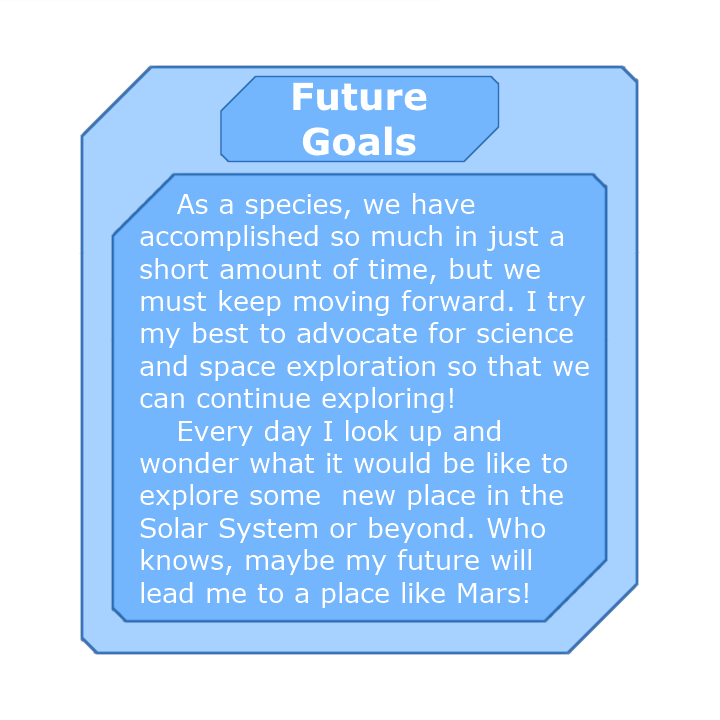 Future
Goals
As a species, we have
accomplished so much in just a
short amount of time, but we
must keep moving forward. I try
my best to advocate for science
and space exploration so that we
can continue exploring!
Every day I look up and
wonder what it would be like to
explore some  new place in the
Solar System or beyond. Who
knows, maybe my future will
lead me to a place like Mars!